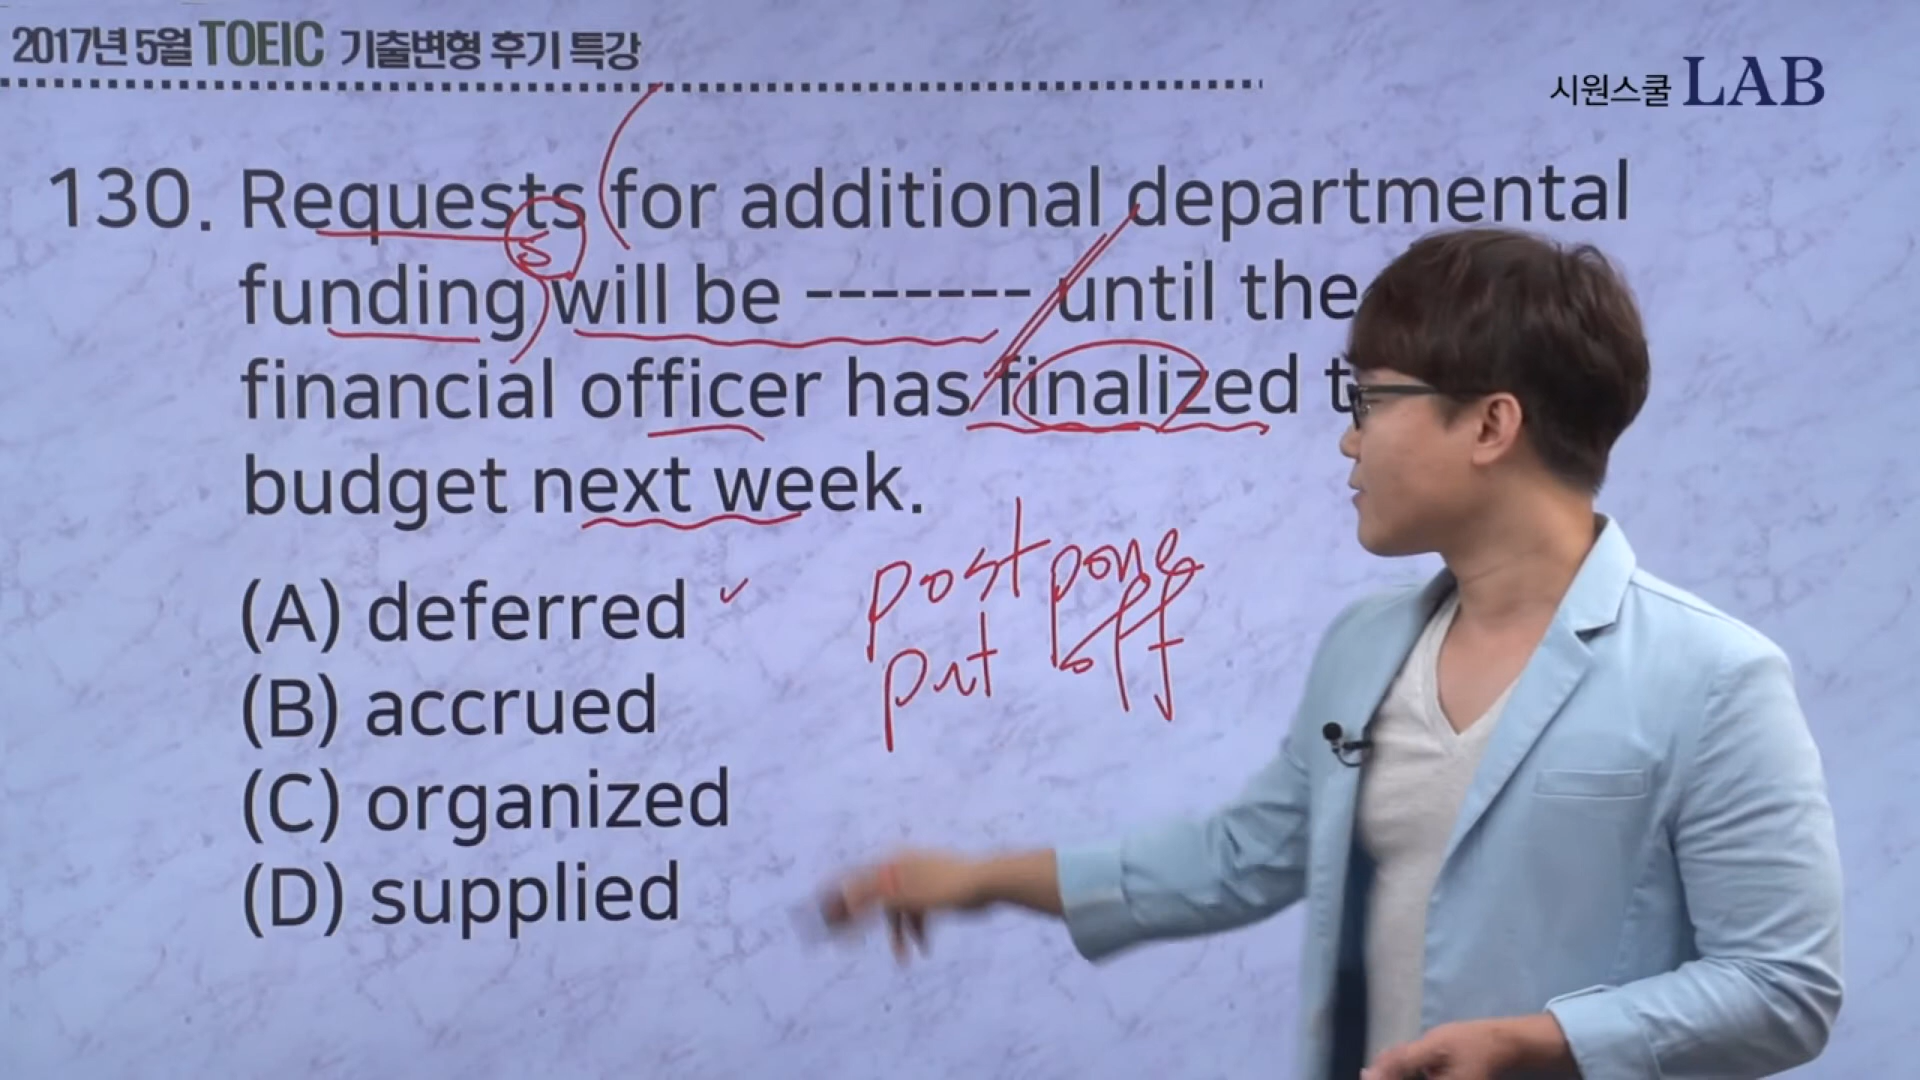 2017년 5월 TOEIC 기출변형 후기 특강
시원스쿨 LAB
130. Requests for additional departmental
s
funding will be ------- until the
financial officer has finalized t
budget next week.
postpone
put off
(A) deferred
(B) accrued
(C) organized
(D) supplied